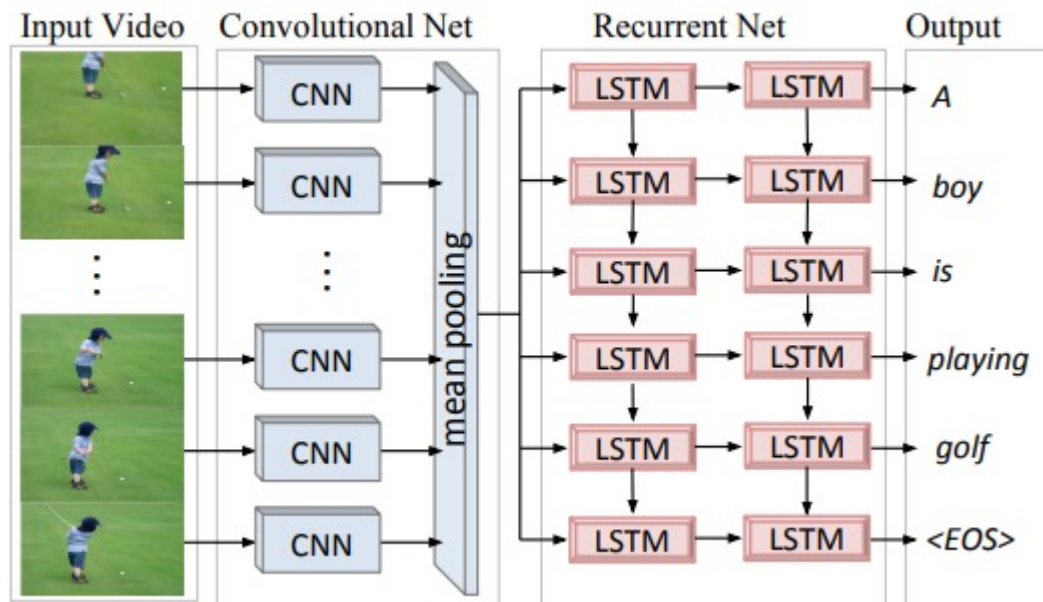 Input Video Convolutional Net Recurrent Net Output
CNN LSTM LSTM A
CNN LSTM LSTM boy
LSTM LSTM is
mean pooling
CNN LSTM LSTM playing
CNN LSTM LSTM golf
CNN LSTM LSTM <EOS>